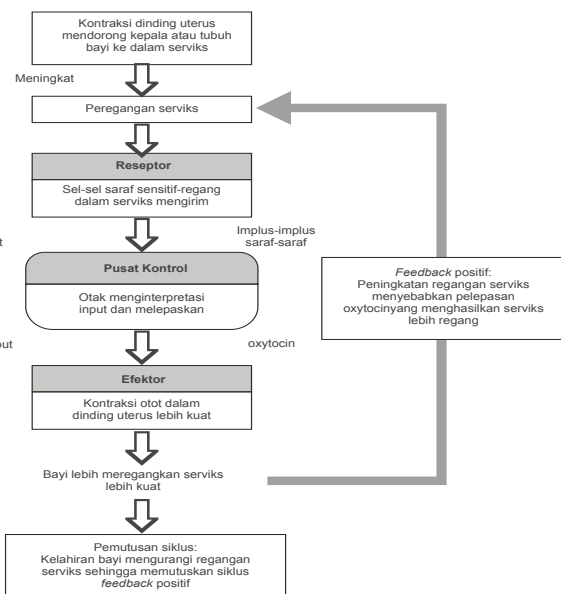 Kontraksi dinding uterus
mendorong kepala atau tubuh
bayi ke dalam serviks
Meningkat
Peregangan serviks
Reseptor
Sel-sel saraf sensitif-regang
dalam serviks mengirim
Implus-implus
saraf-saraf
Pusat Kontrol
Otak menginterpretasi
input dan melepaskan
oxytocin
Efektor
Kontraksi otot dalam
dinding uterus lebih kuat
Bayi lebih meregangkan serviks
lebih kuat
Pemutusan siklus:
Kelahiran bayi mengurangi regangan
serviks sehingga memutuskan siklus
feedback positif
Feedback positif:
Peningkatan regangan serviks
menyebabkan pelepasan
oxytocinyang menghasilkan serviks
lebih regang